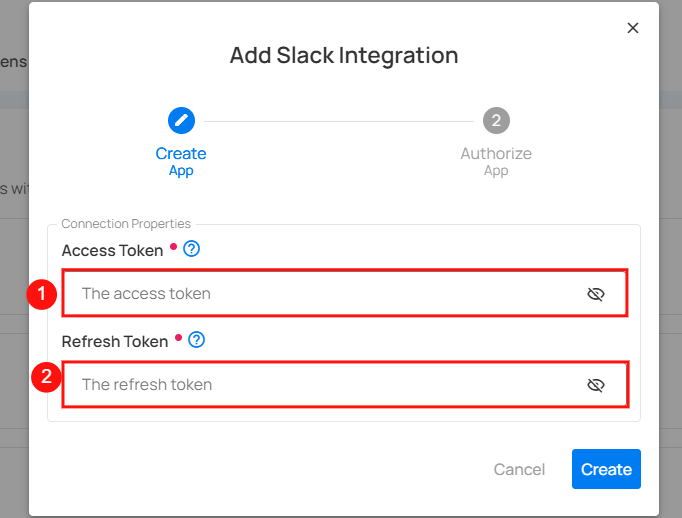 Add Slack Integration
2
Create
App
Authorize
App
Connection Properties
Access Token
?
1
The access token
Refresh Token
?
2
The refresh token
Cancel
Create
ens
s wi